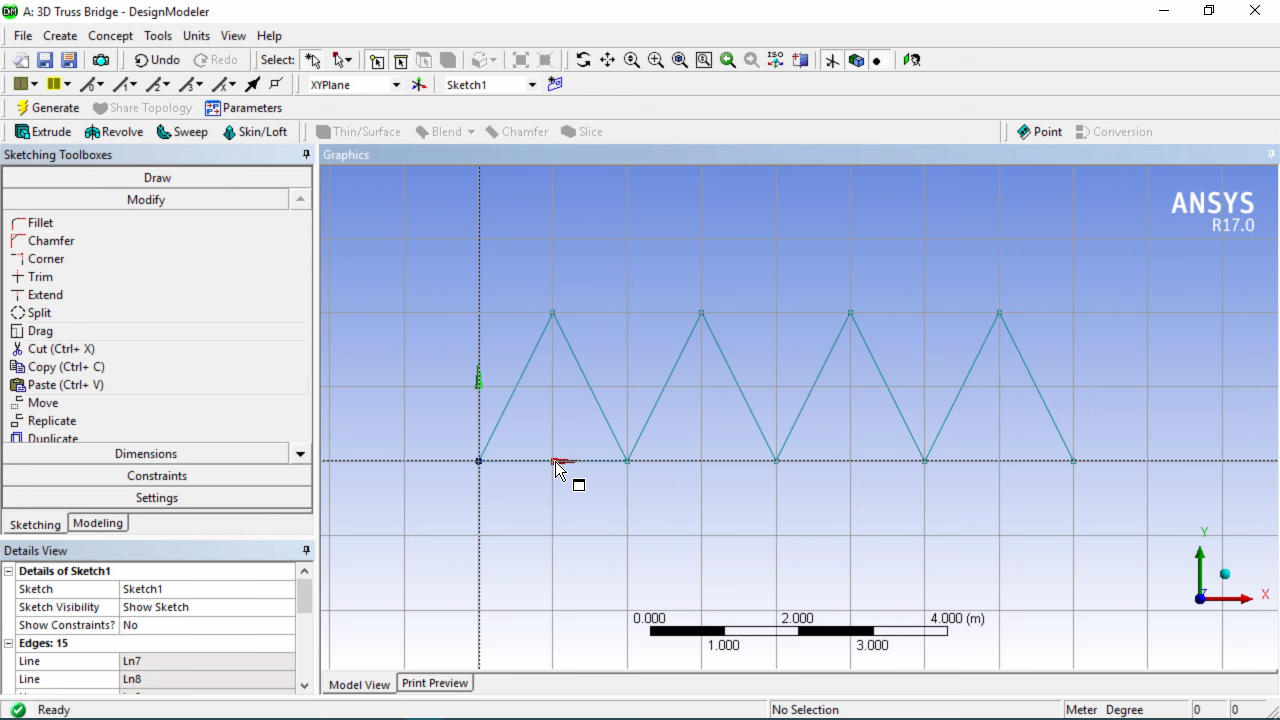 A: 3D Truss Bridge - DesignModeler
File Create Concept Tools Units View Help
Undo Redo Select:
XYPlane Sketch1
Generate Share Topology Parameters
Extrude Revolve Sweep Skin/Loft Thin/Surface Blend Chamfer Slice Point Conversion
Sketching Toolboxes
Graphics
Draw
Modify
Fillet
Chamfer
Corner
Trim
Extend
Split
Drag
Cut (Ctrl+ X)
Copy (Ctrl+ C)
Paste (Ctrl+ V)
Move
Replicate
Duplicate
Dimensions
Constraints
Settings
Sketching Modeling
Details View
Details of Sketch1
Sketch Sketch1
Sketch Visibility Show Sketch
Show Constraints? No
Edges: 15
Line Ln7
Line Ln8
ANSYS
R17.0
Y
Z
X
0.000 2.000 4.000 (m)
1.000 3.000
Model View Print Preview
Ready No Selection Meter Degree 0 0